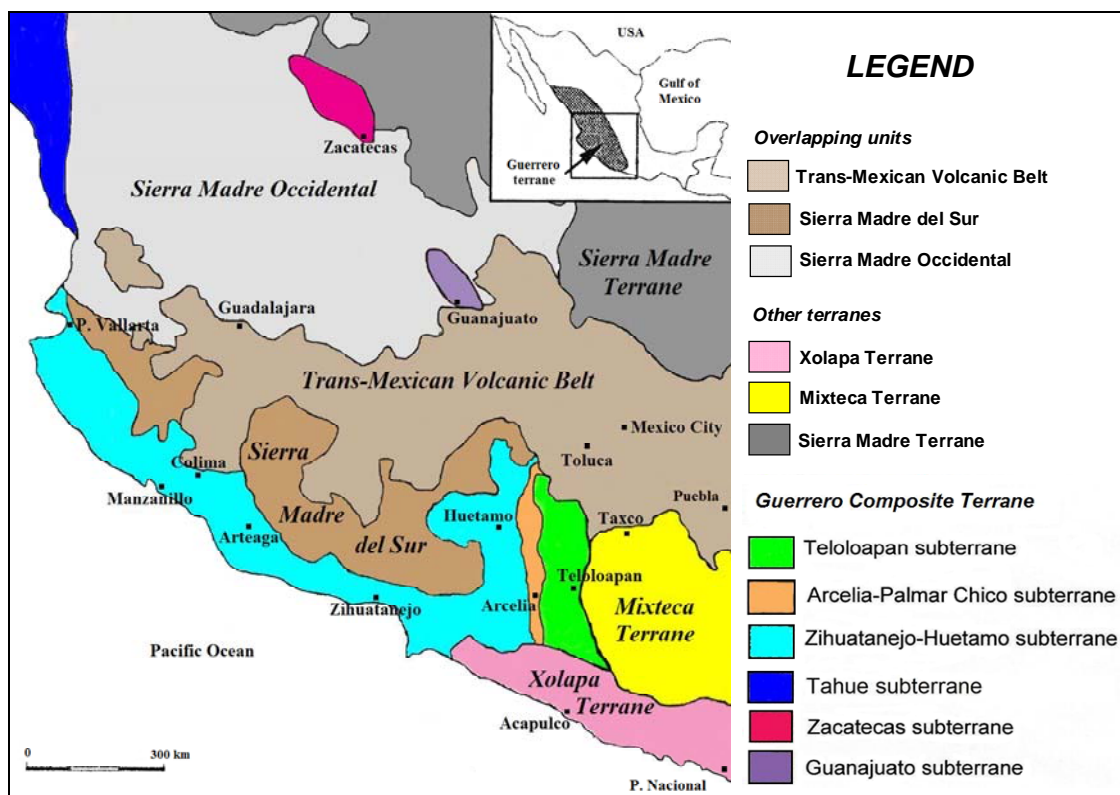 USA
Gulf of
Mexico
Guerrero
terrane
Zacatecas
Sierra Madre Occidental
Sierra Madre
Terrane
P. Vallarta
Guadalajara
Guanajuato
Trans-Mexican Volcanic Belt
Mexico City
Toluca
Sierra
Colima
Manzanillo
Puebla
Madre
Huetamo
Taxco
Arteaga
del Sur
Teloloapan
Zihuatanejo
Arcelia
Mixteca
Terrane
Pacific Ocean
Xolapa
Terrane
Acapulco
0 300 km
P. Nacional
LEGEND
Overlapping units
Trans-Mexican Volcanic Belt
Sierra Madre del Sur
Sierra Madre Occidental
Other terranes
Xolapa Terrane
Mixteca Terrane
Sierra Madre Terrane
Guerrero Composite Terrane
Teloloapan subterrane
Arcelia-Palmar Chico subterrane
Zihuatanejo-Huetamo subterrane
Tahue subterrane
Zacatecas subterrane
Guanajuato subterrane